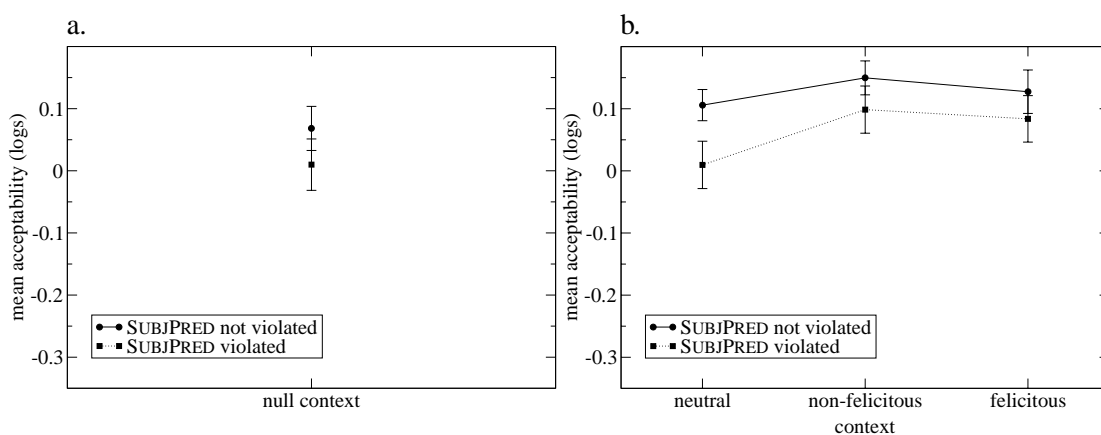 a.
mean acceptability (logs)
0.1
0
-0.1
-0.2
-0.3
SUBJPRED not violated
SUBJPRED violated
null context
b.
mean acceptability (logs)
0.1
0
-0.1
-0.2
-0.3
SUBJPRED not violated
SUBJPRED violated
neutral non-felicitous felicitous
context